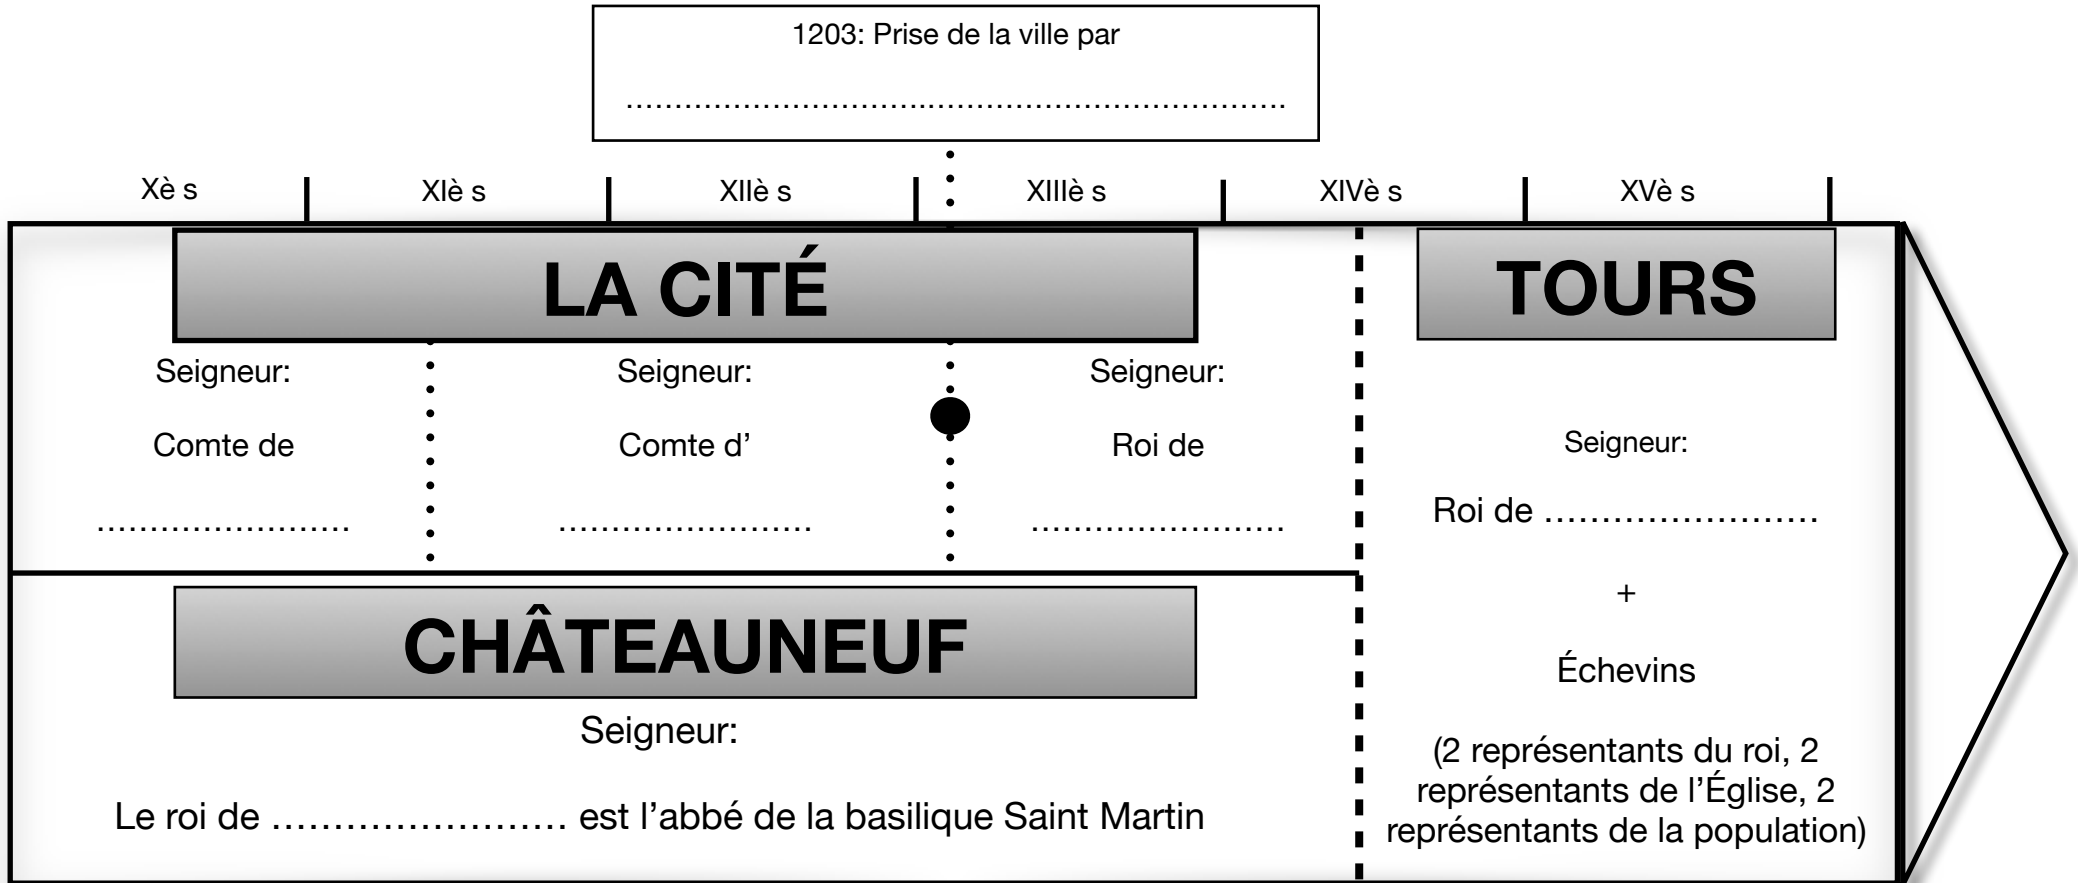 1203: Prise de la ville par
....................................................................
Xè s
XIè s
XIIè s
XIIIè s
XIVè s
XVè s
LA CITÉ
TOURS
Seigneur:
Comte de
........................
Seigneur:
Comte d’
........................
Seigneur:
Roi de
........................
Seigneur:
Roi de ........................
+
Échevins
(2 représentants du roi, 2
représentants de l’Église, 2
représentants de la population)
CHÂTEAUNEUF
Seigneur:
Le roi de .......................... est l’abbé de la basilique Saint Martin